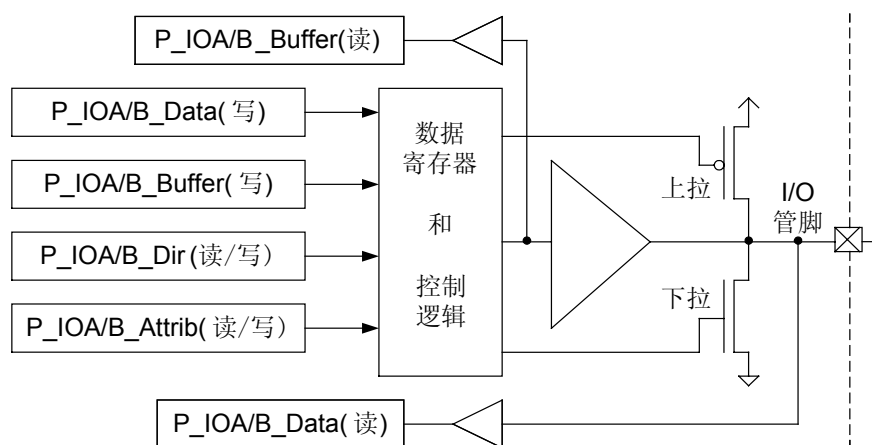 P_IOA/B_Buffer(读)
P_IOA/B_Data(写)
数据
寄存器
和
控制
逻辑
P_IOA/B_Buffer(写)
P_IOA/B_Dir(读/写)
P_IOA/B_Attrib(读/写)
上拉
I/O
管脚
下拉
P_IOA/B_Data(读)